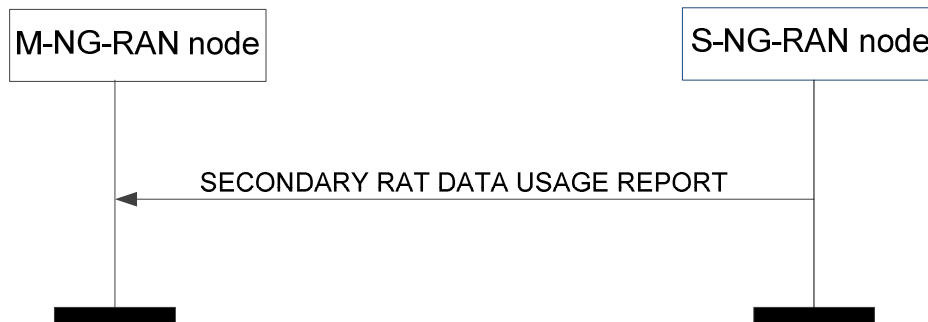 M-NG-RAN node
S-NG-RAN node
SECONDARY RAT DATA USAGE REPORT